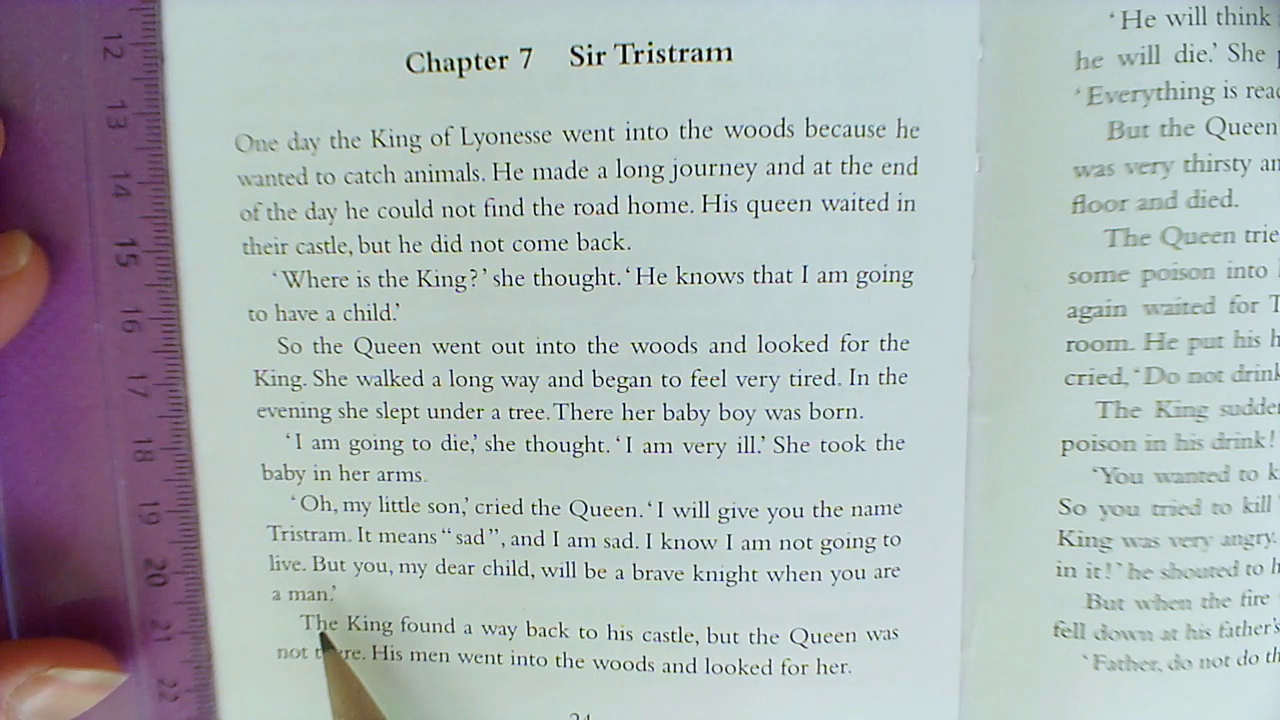 Chapter 7 Sir Tristram
One day the King of Lyonesse went into the woods because he
wanted to catch animals. He made a long journey and at the end
of the day he could not find the road home. His queen waited in
their castle, but he did not come back.
‘Where is the King?’ she thought. ‘He knows that I am going
to have a child.’
So the Queen went out into the woods and looked for the
King. She walked a long way and began to feel very tired. In the
evening she slept under a tree. There her baby boy was born.
‘I am going to die,’ she thought. ‘I am very ill.’ She took the
baby in her arms.
‘Oh, my little son,’ cried the Queen. ‘I will give you the name
Tristram. It means “sad”, and I am sad. I know I am not going to
live. But you, my dear child, will be a brave knight when you are
a man.’
The King found a way back to his castle, but the Queen was
not there. His men went into the woods and looked for her.
‘He will think
he will die.’ She
‘Everything is
But the Queen
was very thirsty
floor and died.
The Queen
some poison into
again waited for
room. He put his
cried, ‘Do not
The King
poison in his drink!
‘You wanted to
So you tried to kill
King was very angry.
in it!’ he shouted to
But when the fire
fell down at his father’s
‘Father, do not do
12
13
14
15
16
17
18
19
20
21
22